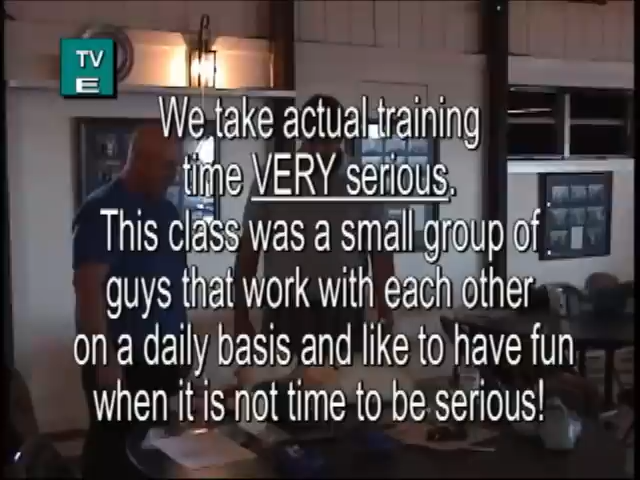 TV
E
We take actual training
time VERY serious.
This class was a small group of
guys that work with each other
on a daily basis and like to have fun
when it is not time to be serious!